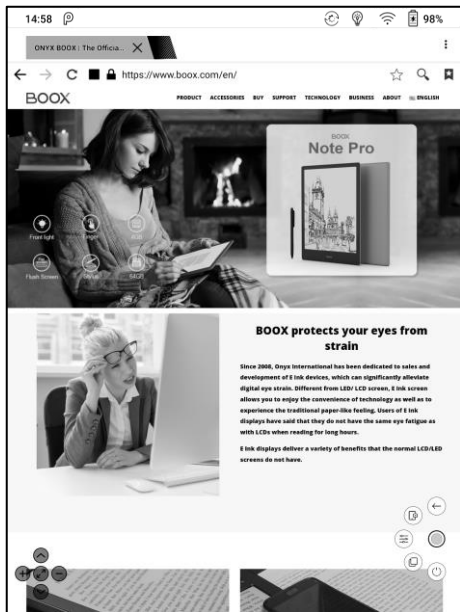 14:58
98%
ONYX BOOX : The Officia...
https://www.boox.com/en/
BOOX
PRODUCT ACCESSORIES BUY SUPPORT TECHNOLOGY BUSINESS ABOUT ENGLISH
BOOX
Note Pro
Front light
Flash Screen
64GB
BOOX protects your eyes from
strain
Since 2008, Onyx International has been dedicated to sales and
development of E Ink devices, which can significantly alleviate
digital eye strain. Different from LED/ LCD screen, E Ink screen
allows you to enjoy the convenience of technology as well as to
experience the traditional paper-like feeling. Users of E Ink
displays have said that they do not have the same eye fatigue as
with LCDs when reading for long hours.
E Ink displays deliver a variety of benefits that the normal LCD/LED
screens do not have.